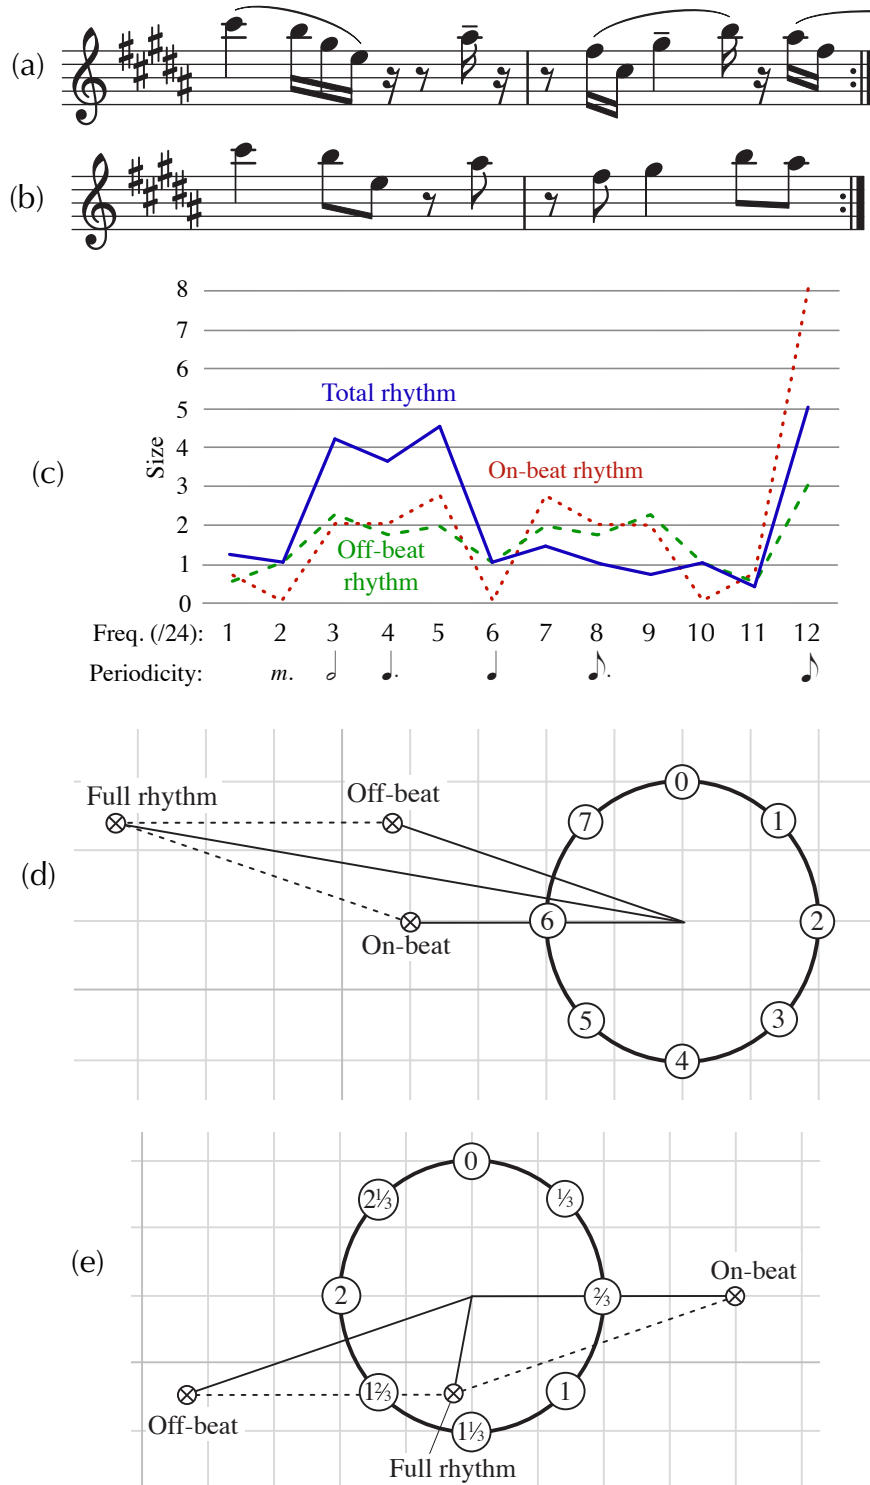 (a)
(b)
(c)
8
7
6
5
4
3
2
1
0
Size
Total rhythm
On-beat rhythm
Off-beat
rhythm
Freq. (/24): 1 2 3 4 5 6 7 8 9 10 11 12
Periodicity: m.
(d)
Full rhythm
Off-beat
On-beat
0
1
2
3
4
5
6
7
(e)
0
⅓
⅔
1
1⅓
1⅔
2
2⅓
On-beat
Off-beat
Full rhythm